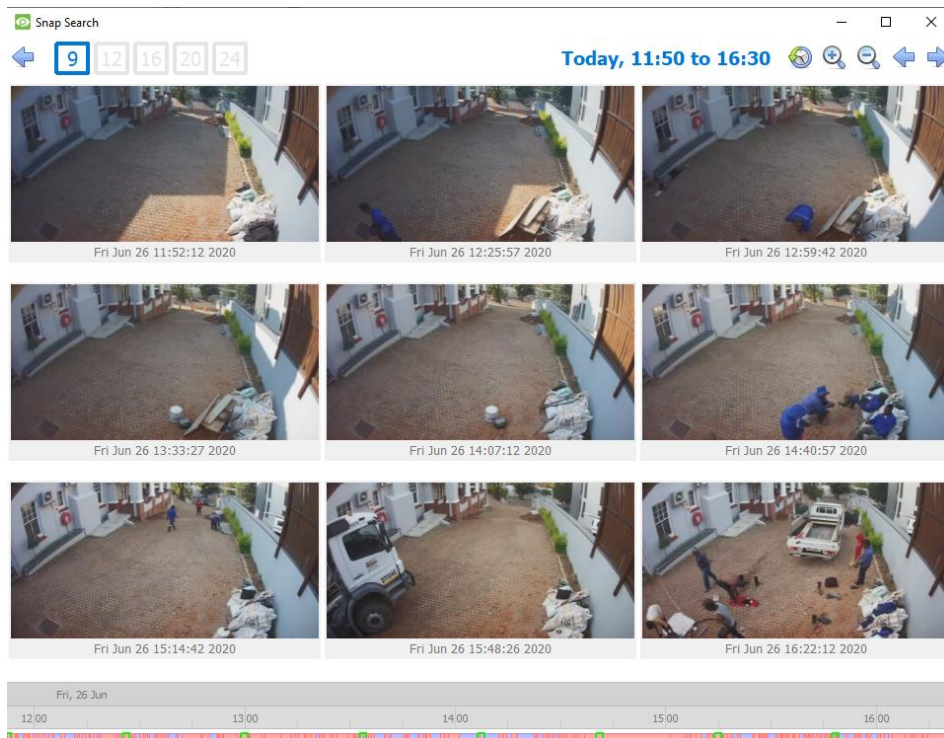 Snap Search
9 12 16 20 24
Today, 11:50 to 16:30
Fri Jun 26 11:52:12 2020
Fri Jun 26 12:25:57 2020
Fri Jun 26 12:59:42 2020
Fri Jun 26 13:33:27 2020
Fri Jun 26 14:07:12 2020
Fri Jun 26 14:40:57 2020
Fri Jun 26 15:14:42 2020
Fri Jun 26 15:48:26 2020
Fri Jun 26 16:22:12 2020
Fri, 26 Jun
12:00 13:00 14:00 15:00 16:00